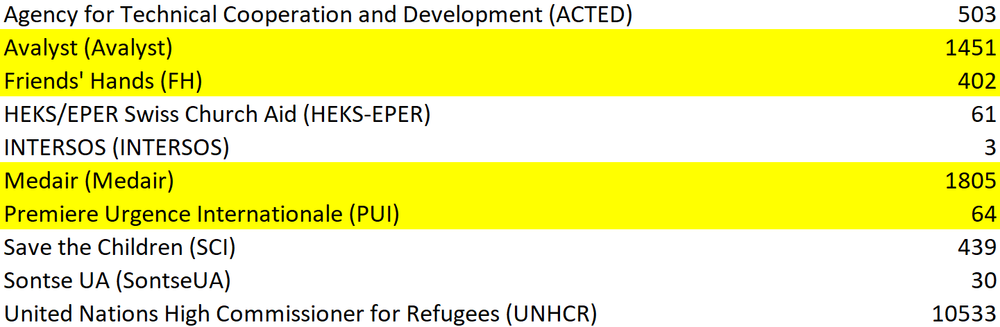 Agency for Technical Cooperation and Development (ACTED) 503
Avalyst (Avalyst) 1451
Friends' Hands (FH) 402
HEKS/EPER Swiss Church Aid (HEKS-EPER) 61
INTERSOS (INTERSOS) 3
Medair (Medair) 1805
Premiere Urgence Internationale (PUI) 64
Save the Children (SCI) 439
Sontse UA (SontseUA) 30
United Nations High Commissioner for Refugees (UNHCR) 10533